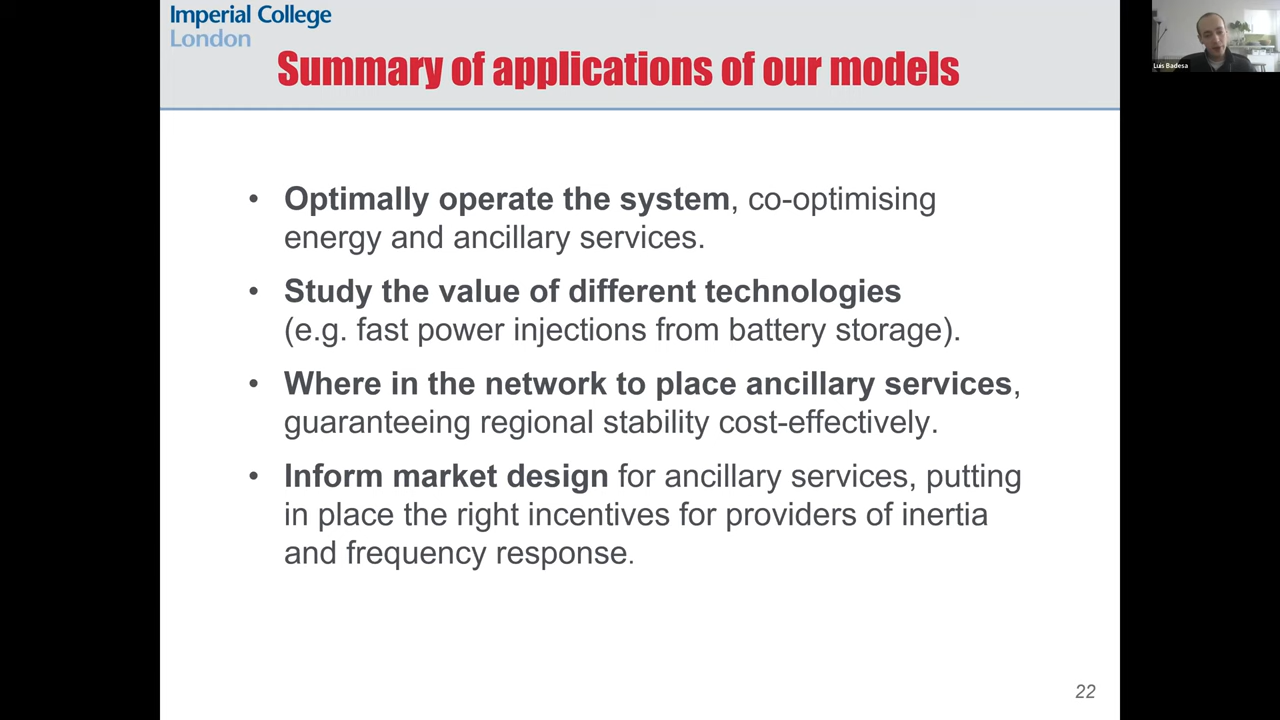 Imperial College
London
Summary of applications of our models
• Optimally operate the system, co-optimising
energy and ancillary services.
• Study the value of different technologies
(e.g. fast power injections from battery storage).
• Where in the network to place ancillary services,
guaranteeing regional stability cost-effectively.
• Inform market design for ancillary services, putting
in place the right incentives for providers of inertia
and frequency response.
22
Luis Badesa